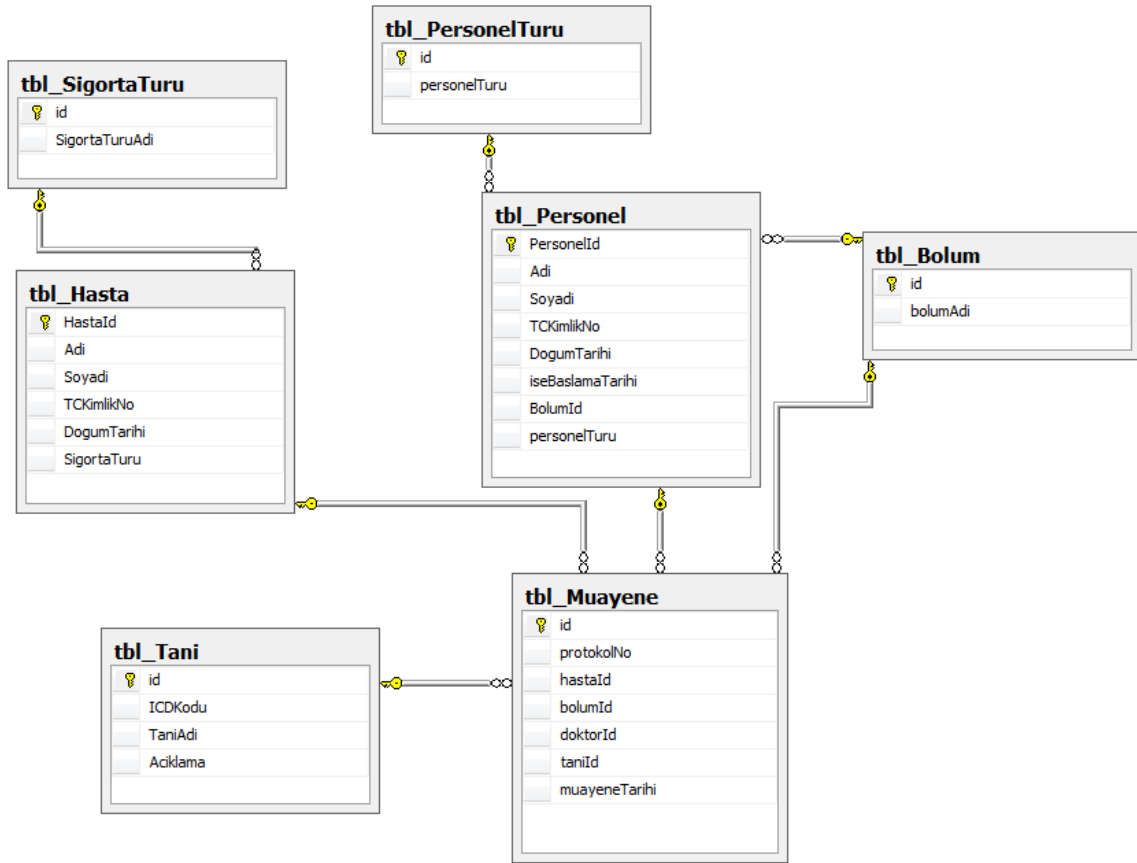 tbl_PersonelTuru
id
personelTuru
tbl_SigortaTuru
id
SigortaTuruAdi
tbl_Personel
PersonelId
Adi
Soyadi
TCKimlikNo
DogumTarihi
iseBaslamaTarihi
BolumId
personelTuru
tbl_Bolum
id
bolumAdi
tbl_Hasta
HastaId
Adi
Soyadi
TCKimlikNo
DogumTarihi
SigortaTuru
tbl_Muayene
id
protokolNo
hastaId
bolumId
doktorId
taniId
muayeneTarihi
tbl_Tani
id
ICDKodu
TaniAdi
Aciklama